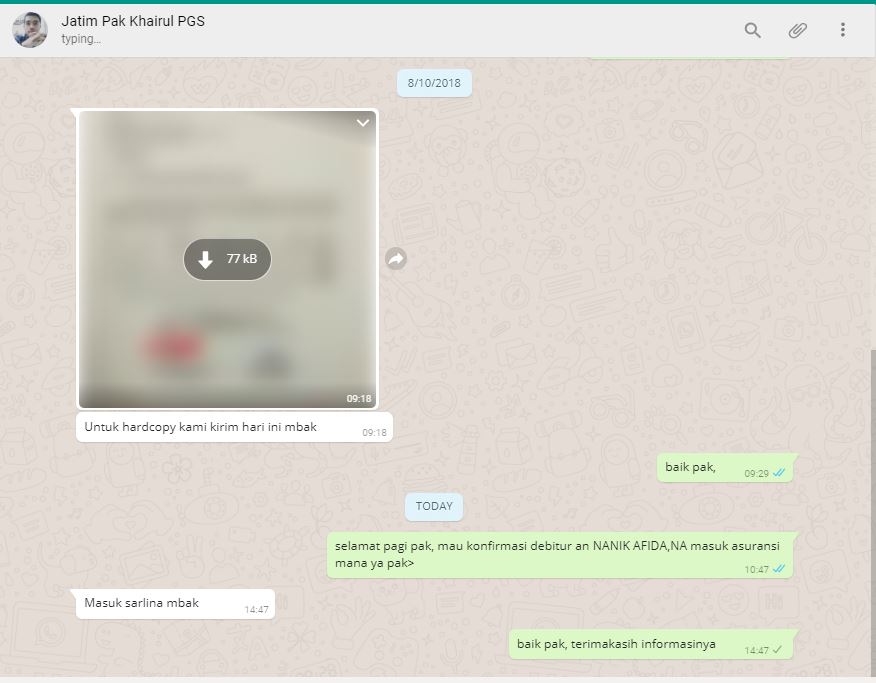 Jatim Pak Khairul PGS
typing...
8/10/2018
77 kB
09:18
Untuk hardcopy kami kirim hari ini mbak
09:18
baik pak,
09:29
TODAY
selamat pagi pak, mau konfirmasi debitur an NANIK AFIDA,NA masuk asuransi
mana ya pak>
10:47
Masuk sarlina mbak
14:47
baik pak, terimakasih informasinya
14:47